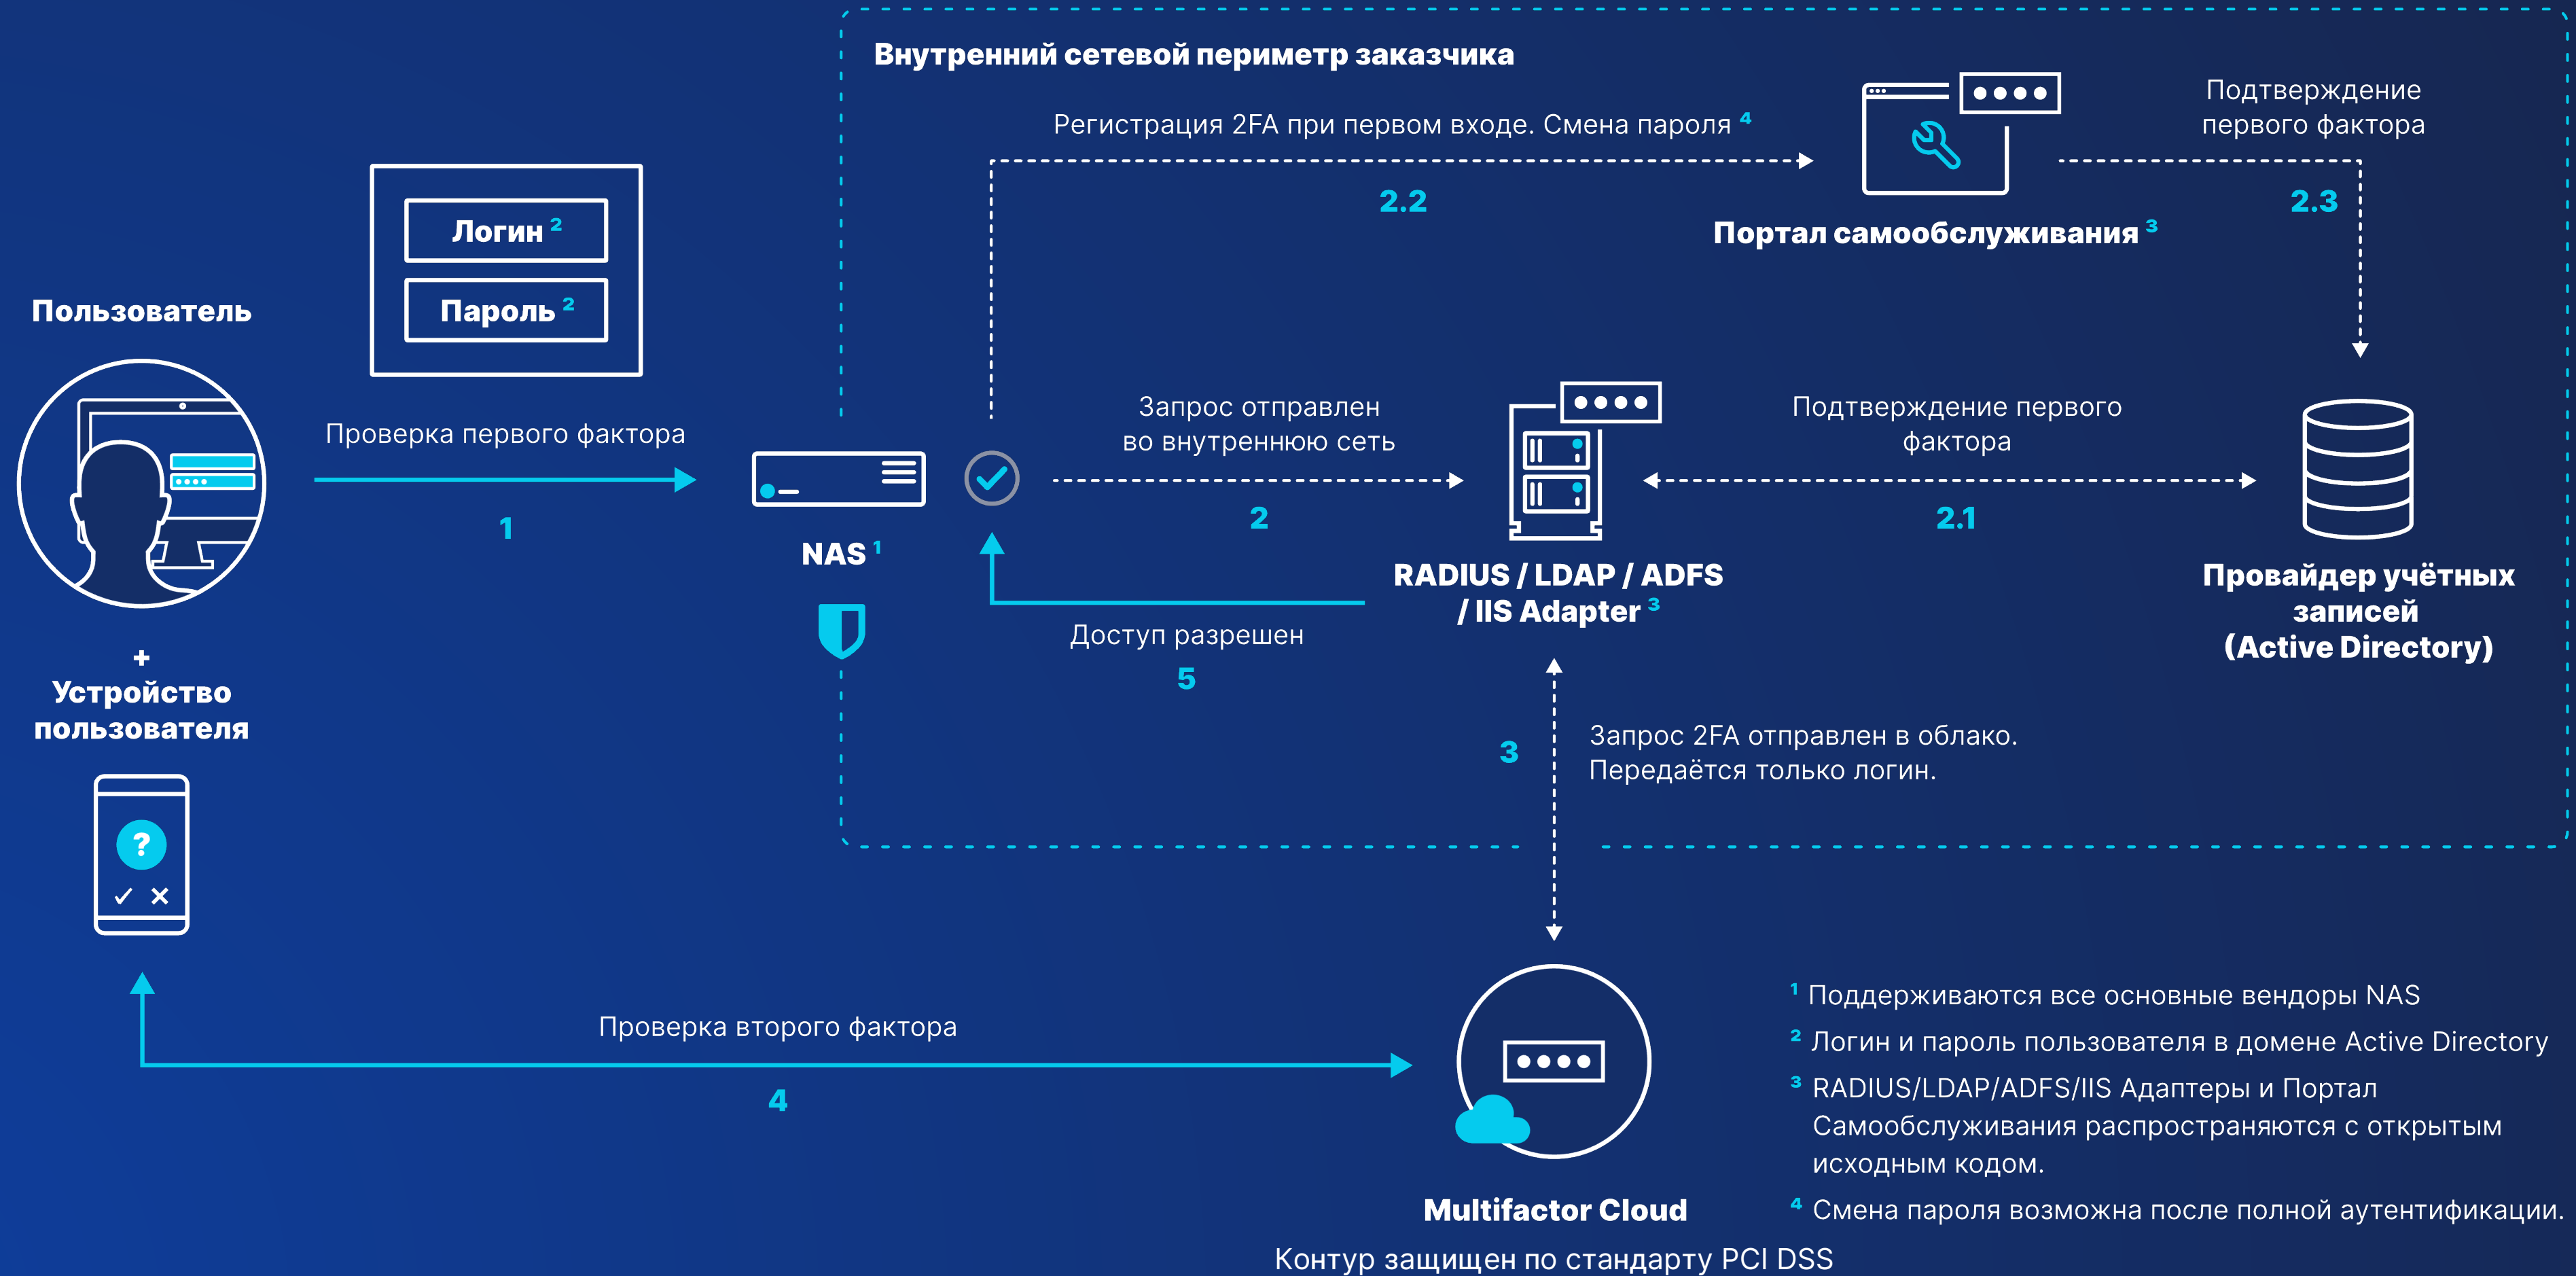 Внутренний сетевой периметр заказчика
Регистрация 2FA при первом входе. Смена пароля ⁴
2.2
Портал самообслуживания ³
Подтверждение
первого фактора
2.3
Логин ²
Пароль ²
Пользователь
Проверка первого фактора
1
NAS ¹
Запрос отправлен
во внутреннюю сеть
2
RADIUS / LDAP / ADFS
/ IIS Adapter ³
Подтверждение первого
фактора
2.1
Провайдер учётных
записей
(Active Directory)
Доступ разрешен
5
+
Устройство
пользователя
?
3
Запрос 2FA отправлен в облако.
Передаётся только логин.
Проверка второго фактора
4
Multifactor Cloud
Контур защищен по стандарту PCI DSS
¹ Поддерживаются все основные вендоры NAS
² Логин и пароль пользователя в домене Active Directory
³ RADIUS/LDAP/ADFS/IIS Адаптеры и Портал
Самообслуживания распространяются с открытым
исходным кодом.
⁴ Смена пароля возможна после полной аутентификации.